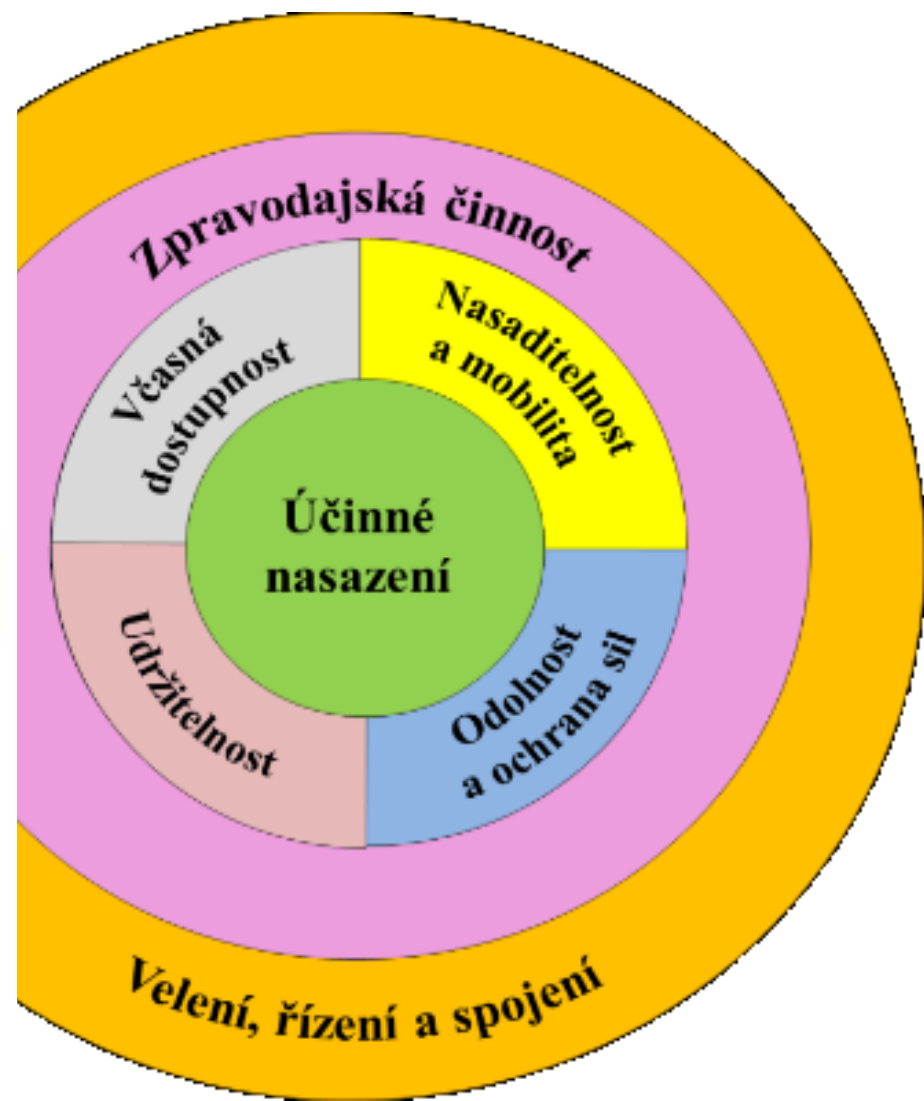 Zpravodajská činnost
Včasná
dostupnost
Nasaditelnost
a mobilita
Účinné
nasazení
Udržitelnost
Odolnost
a ochrana sil
Velení, řízení a spojení